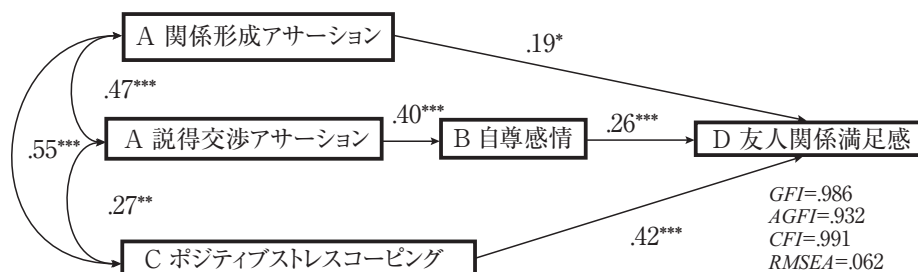 A 関係形成アサーション
.19*
.47***
A 説得交渉アサーション
.40***
B 自尊感情
.26***
D 友人関係満足感
.55***
.27**
C ポジティブストレスコーピング
.42***
GFI=.986
AGFI=.932
CFI=.991
RMSEA=.062